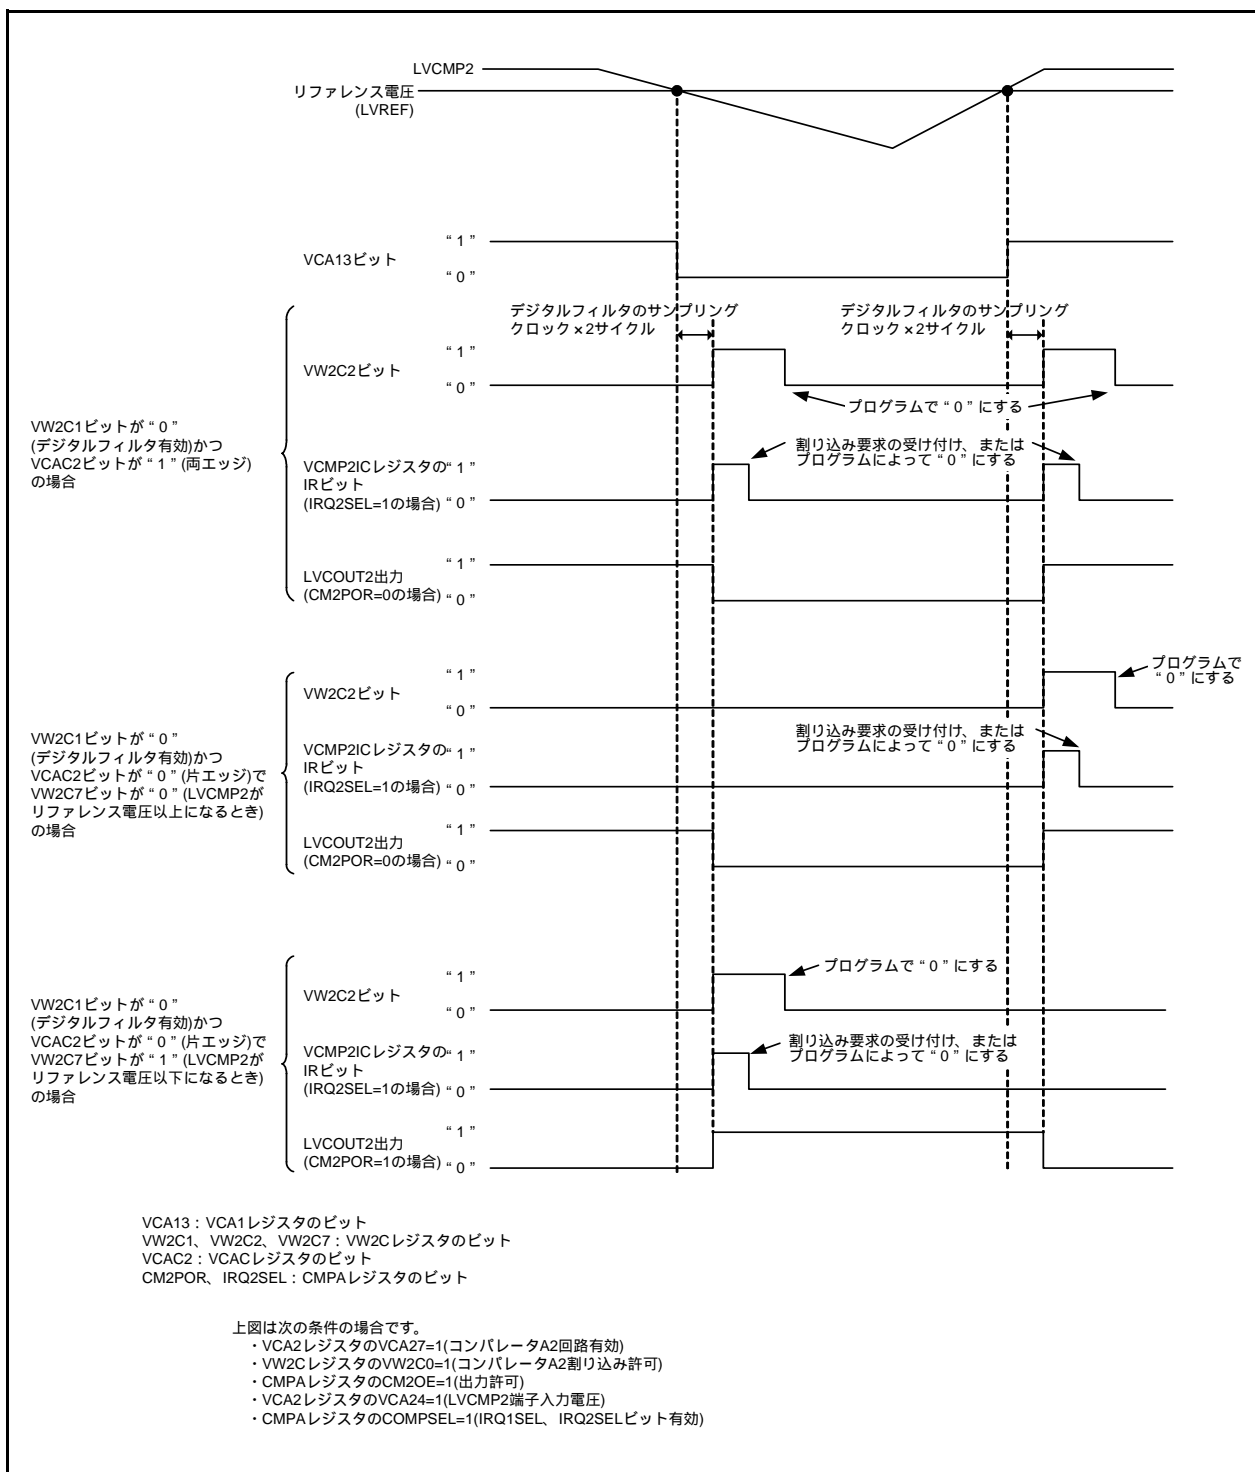 LVCMP2
リファレンス電圧
(LVREF)
VCA13ビット
“ 1 ”
“ 0 ”
デジタルフィルタのサンプリング
クロック×2サイクル
デジタルフィルタのサンプリング
クロック×2サイクル
VW2C1ビットが“ 0 ”
(デジタルフィルタ有効)かつ
VCAC2ビットが“ 1 ” (両エッジ)
の場合
VW2C2ビット
“ 1 ”
“ 0 ”
プログラムで“ 0 ” にする
VCMP2ICレジスタの
IRビット
(IRQ2SEL=1の場合)
“ 1 ”
“ 0 ”
割り込み要求の受け付け、または
プログラムによって“ 0 ” にする
LVCOUT2出力
(CM2POR=0の場合)
“ 1 ”
“ 0 ”
VW2C1ビットが“ 0 ”
(デジタルフィルタ有効)かつ
VCAC2ビットが“ 0 ” (片エッジ)で
VW2C7ビットが“ 0 ” (LVCMP2が
リファレンス電圧以上になるとき)
の場合
VW2C2ビット
“ 1 ”
“ 0 ”
プログラムで
“ 0 ” にする
VCMP2ICレジスタの
IRビット
(IRQ2SEL=1の場合)
“ 1 ”
“ 0 ”
割り込み要求の受け付け、または
プログラムによって“ 0 ” にする
LVCOUT2出力
(CM2POR=0の場合)
“ 1 ”
“ 0 ”
VW2C1ビットが“ 0 ”
(デジタルフィルタ有効)かつ
VCAC2ビットが“ 0 ” (片エッジ)で
VW2C7ビットが“ 1 ” (LVCMP2が
リファレンス電圧以下になるとき)
の場合
VW2C2ビット
“ 1 ”
“ 0 ”
プログラムで“ 0 ” にする
VCMP2ICレジスタの
IRビット
(IRQ2SEL=1の場合)
“ 1 ”
“ 0 ”
割り込み要求の受け付け、または
プログラムによって“ 0 ” にする
LVCOUT2出力
(CM2POR=1の場合)
“ 1 ”
“ 0 ”
VCA13：VCA1レジスタのビット
VW2C1、VW2C2、VW2C7：VW2Cレジスタのビット
VCAC2：VCACレジスタのビット
CM2POR、IRQ2SEL：CMPAレジスタのビット
上図は次の条件の場合です。
・VCA2レジスタのVCA27=1(コンパレータA2回路有効)
・VW2CレジスタのVW2C0=1(コンパレータA2割り込み許可)
・CMPAレジスタのCM2OE=1(出力許可)
・VCA2レジスタのVCA24=1(LVCMP2端子入力電圧)
・CMPAレジスタのCOMPSEL=1(IRQ1SEL、IRQ2SELビット有効)